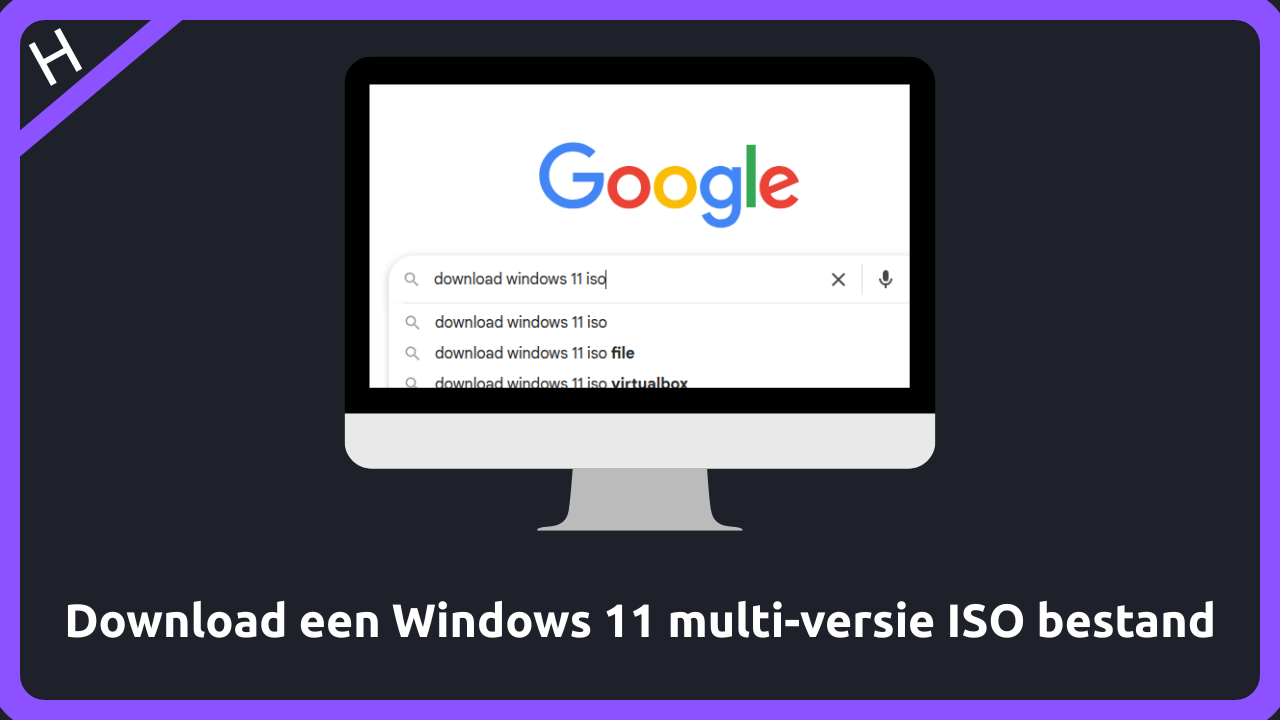 H
Google
download windows 11 iso
download windows 11 iso
download windows 11 iso file
download windows 11 iso virtualbox
Download een Windows 11 multi-versie ISO bestand